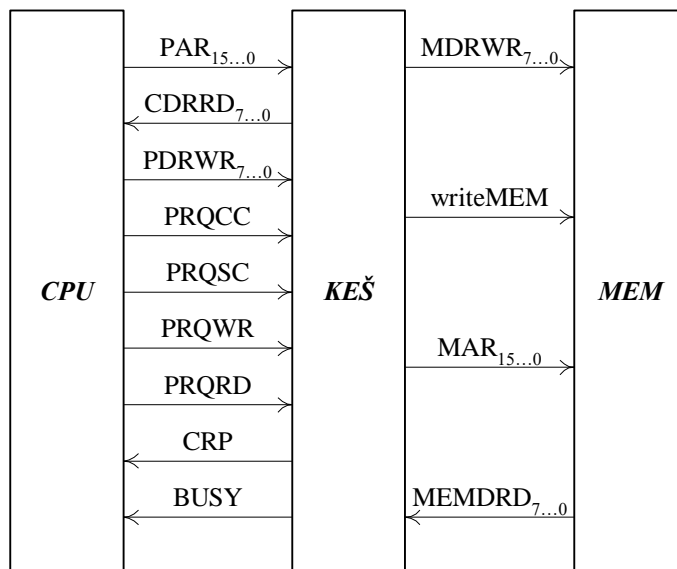 PAR15…0
CDRRD7…0
PDRWR7…0
PRQCC
PRQSC
PRQWR
PRQRD
CRP
BUSY
CPU
KEŠ
MEM
MDRWR7…0
writeMEM
MAR15…0
MEMDRD7…0